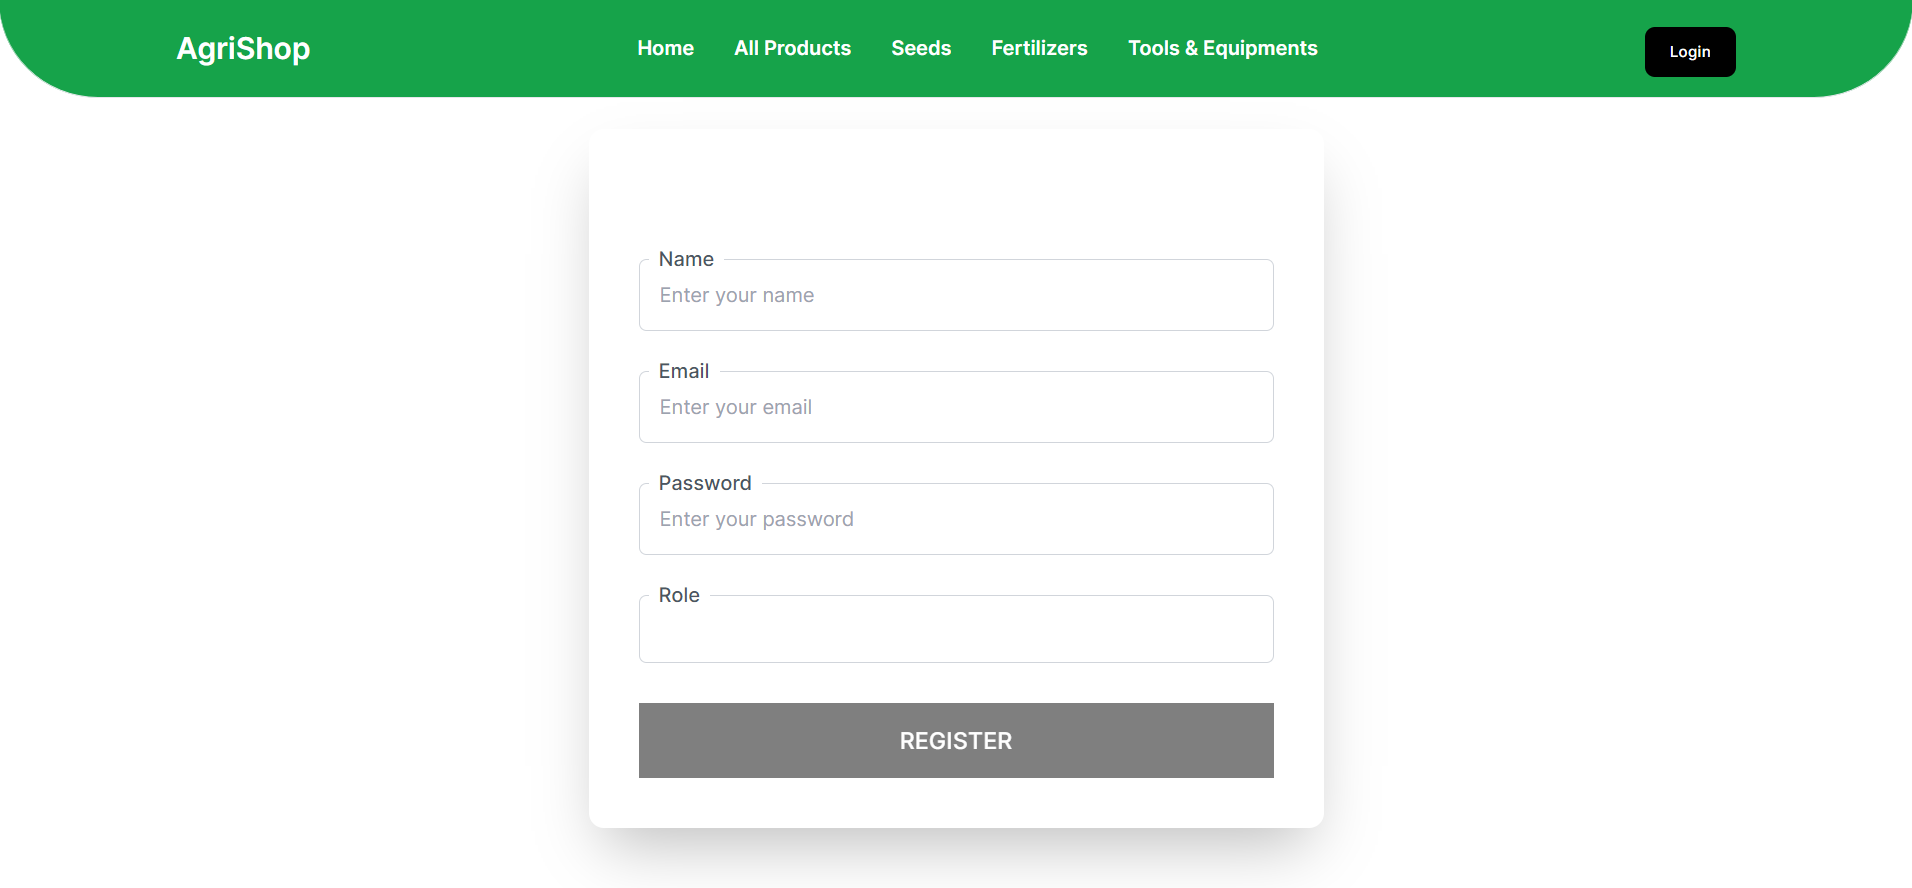 AgriShop
Home All Products Seeds Fertilizers Tools & Equipments
Login
Name
Enter your name
Email
Enter your email
Password
Enter your password
Role
REGISTER